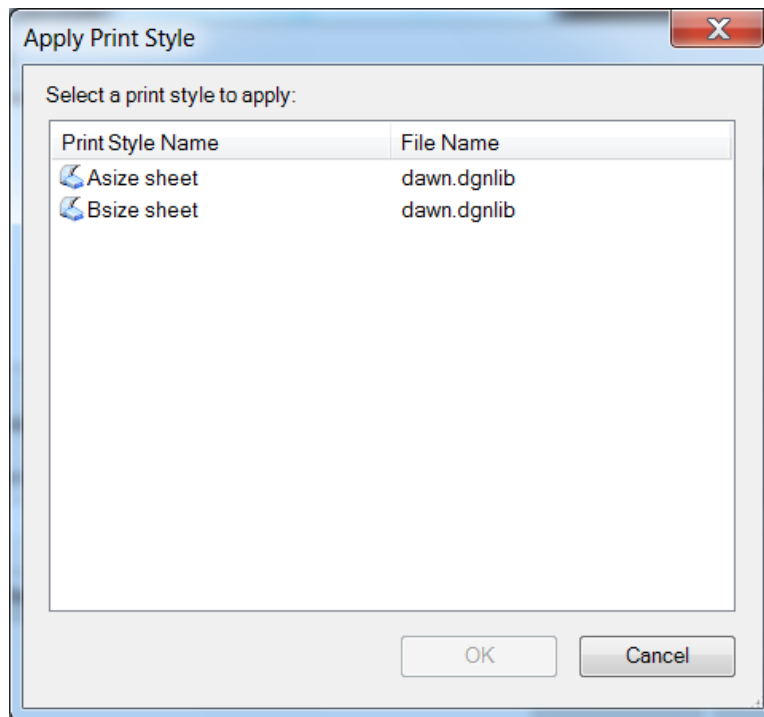 Apply Print Style
Select a print style to apply:
Print Style Name File Name
Asize sheet dawn.dgnlib
Bsize sheet dawn.dgnlib
OK Cancel